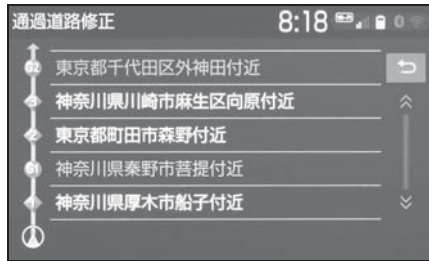 通過道路修正 8:18 0
G2 東京都千代田区外神田付近
3 神奈川県川崎市麻生区向原付近
2 東京都町田市森野付近
G1 神奈川県秦野市菩提付近
神奈川県厚木市船子付近